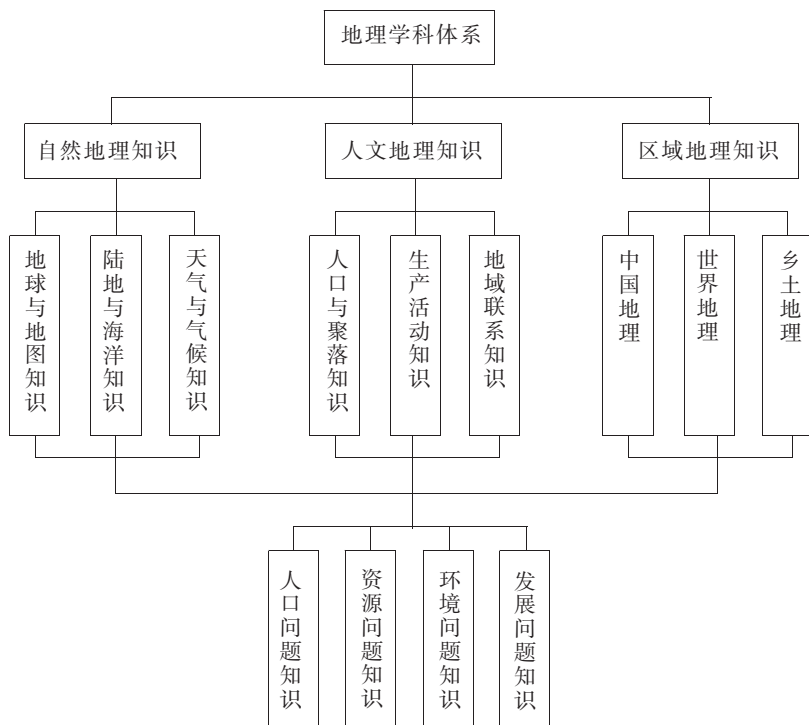 地理学科体系
自然地理知识
人文地理知识
区域地理知识
地球与地图知识
陆地与海洋知识
天气与气候知识
人口与聚落知识
生产活动知识
地域联系知识
中国地理
世界地理
乡土地理
人口问题知识
资源问题知识
环境问题知识
发展问题知识